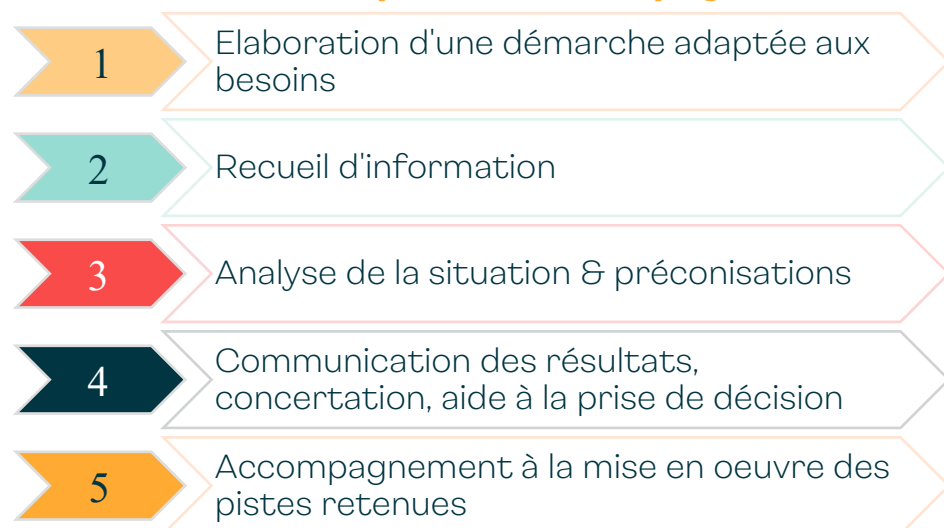 1
Elaboration d'une démarche adaptée aux
besoins
2
Recueil d'information
3
Analyse de la situation & préconisations
4
Communication des résultats,
concertation, aide à la prise de décision
5
Accompagnement à la mise en oeuvre des
pistes retenues